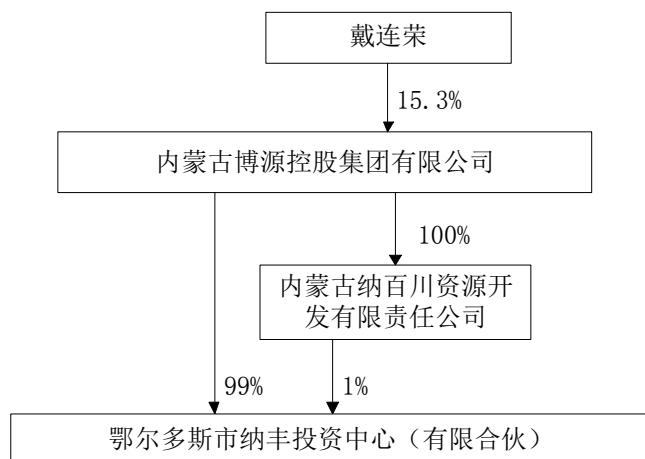 戴连荣
15.3%
内蒙古博源控股集团有限公司
100%
内蒙古纳百川资源开
发有限责任公司
99%
1%
鄂尔多斯市纳丰投资中心（有限合伙）